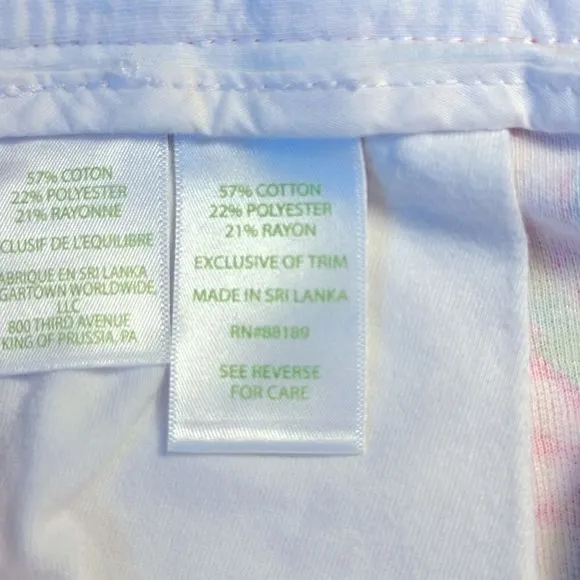 57% COTON
22% POLYESTER
21% RAYONNE
CLUSIF DE L'EQUILIBRE
ABRIQUE EN SRI LANKA
GARTOWN WORLDWIDE,
LLC
800 THIRD AVENUE
KING OF PRUSSIA, PA
57% COTTON
22% POLYESTER
21% RAYON
EXCLUSIVE OF TRIM
MADE IN SRI LANKA
RN#88189
SEE REVERSE
FOR CARE